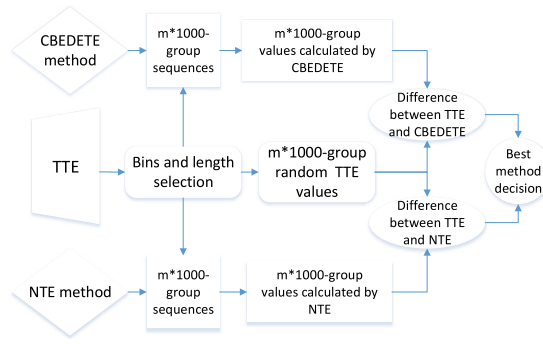 CBEDETE
method
m*1000-
group
sequences
m*1000-group
values calculated by
CBEDETE
Difference
between TTE
and CBEDETE
TTE
Bins and length
selection
m*1000-group
random TTE
values
Best
method
decision
Difference
between TTE
and NTE
NTE method
m*1000-
group
sequences
m*1000-group
values calculated by
NTE